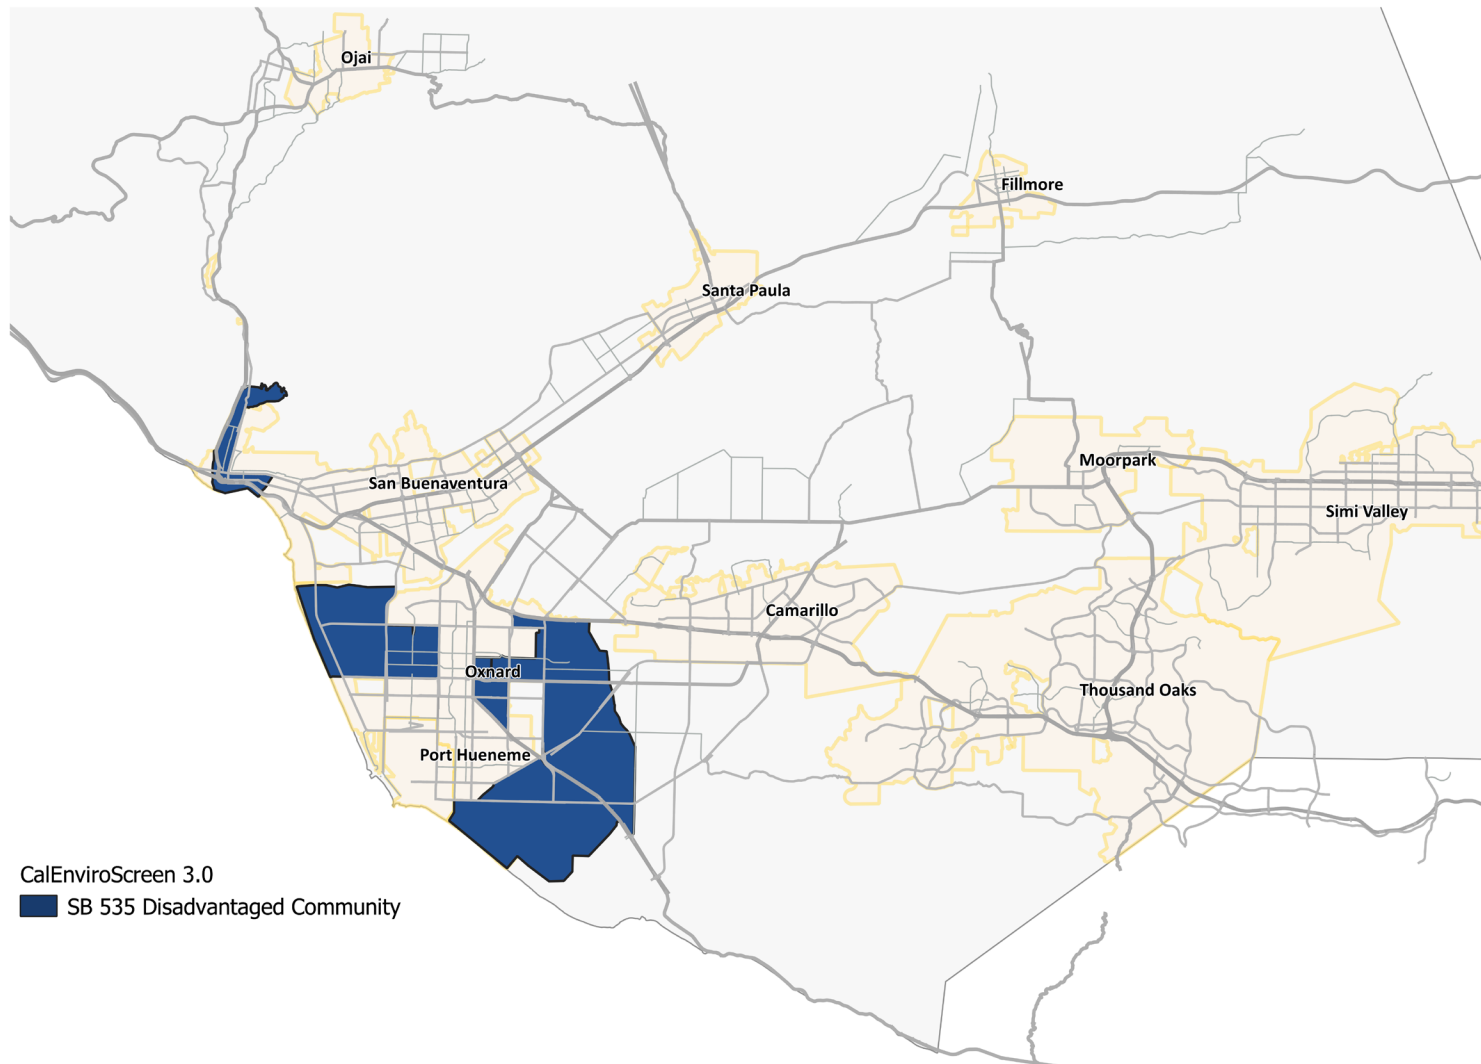 Ojai
Fillmore
Santa Paula
Moorpark
San Buenaventura
Simi Valley
Camarillo
Oxnard
Thousand Oaks
Port Hueneme
CalEnviroScreen 3.0
SB 535 Disadvantaged Community